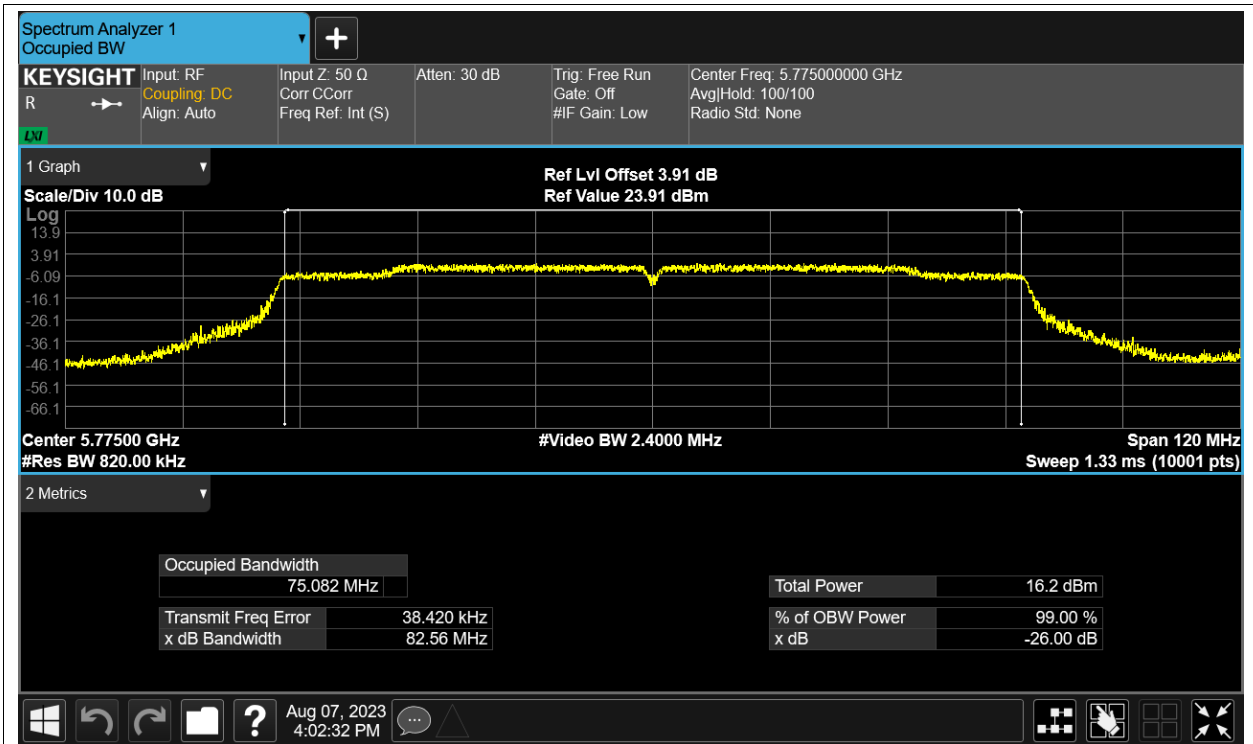 Spectrum Analyzer 1
Occupied BW
KEYSIGHT
R
LXI
Input: RF
Coupling: DC
Align: Auto
Input Z: 50 Ω
Corr CCorr
Freq Ref: Int (S)
Atten: 30 dB
Trig: Free Run
Gate: Off
#IF Gain: Low
Center Freq: 5.775000000 GHz
Avg|Hold: 100/100
Radio Std: None
1 Graph
Scale/Div 10.0 dB
Ref Lvl Offset 3.91 dB
Ref Value 23.91 dBm
Log
13.9
3.91
-6.09
-16.1
-26.1
-36.1
-46.1
-56.1
-66.1
Center 5.77500 GHz
#Video BW 2.4000 MHz
Span 120 MHz
#Res BW 820.00 kHz
Sweep 1.33 ms (10001 pts)
2 Metrics
Occupied Bandwidth
75.082 MHz
Transmit Freq Error 38.420 kHz
x dB Bandwidth 82.56 MHz
Total Power 16.2 dBm
% of OBW Power 99.00 %
x dB -26.00 dB
?
Aug 07, 2023
4:02:32 PM